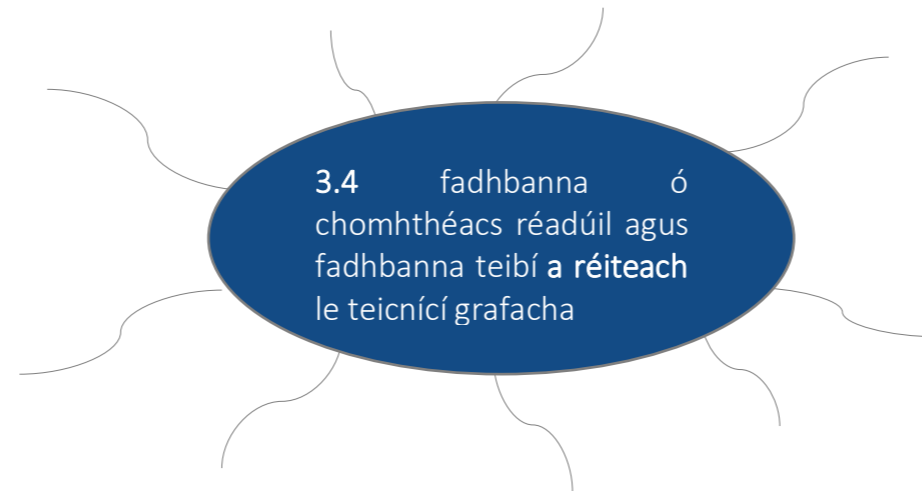 3.4 fadhbanna ó
chomhthéacs réadúil agus
fadhbanna teibí a réiteach
le teicnící grafacha